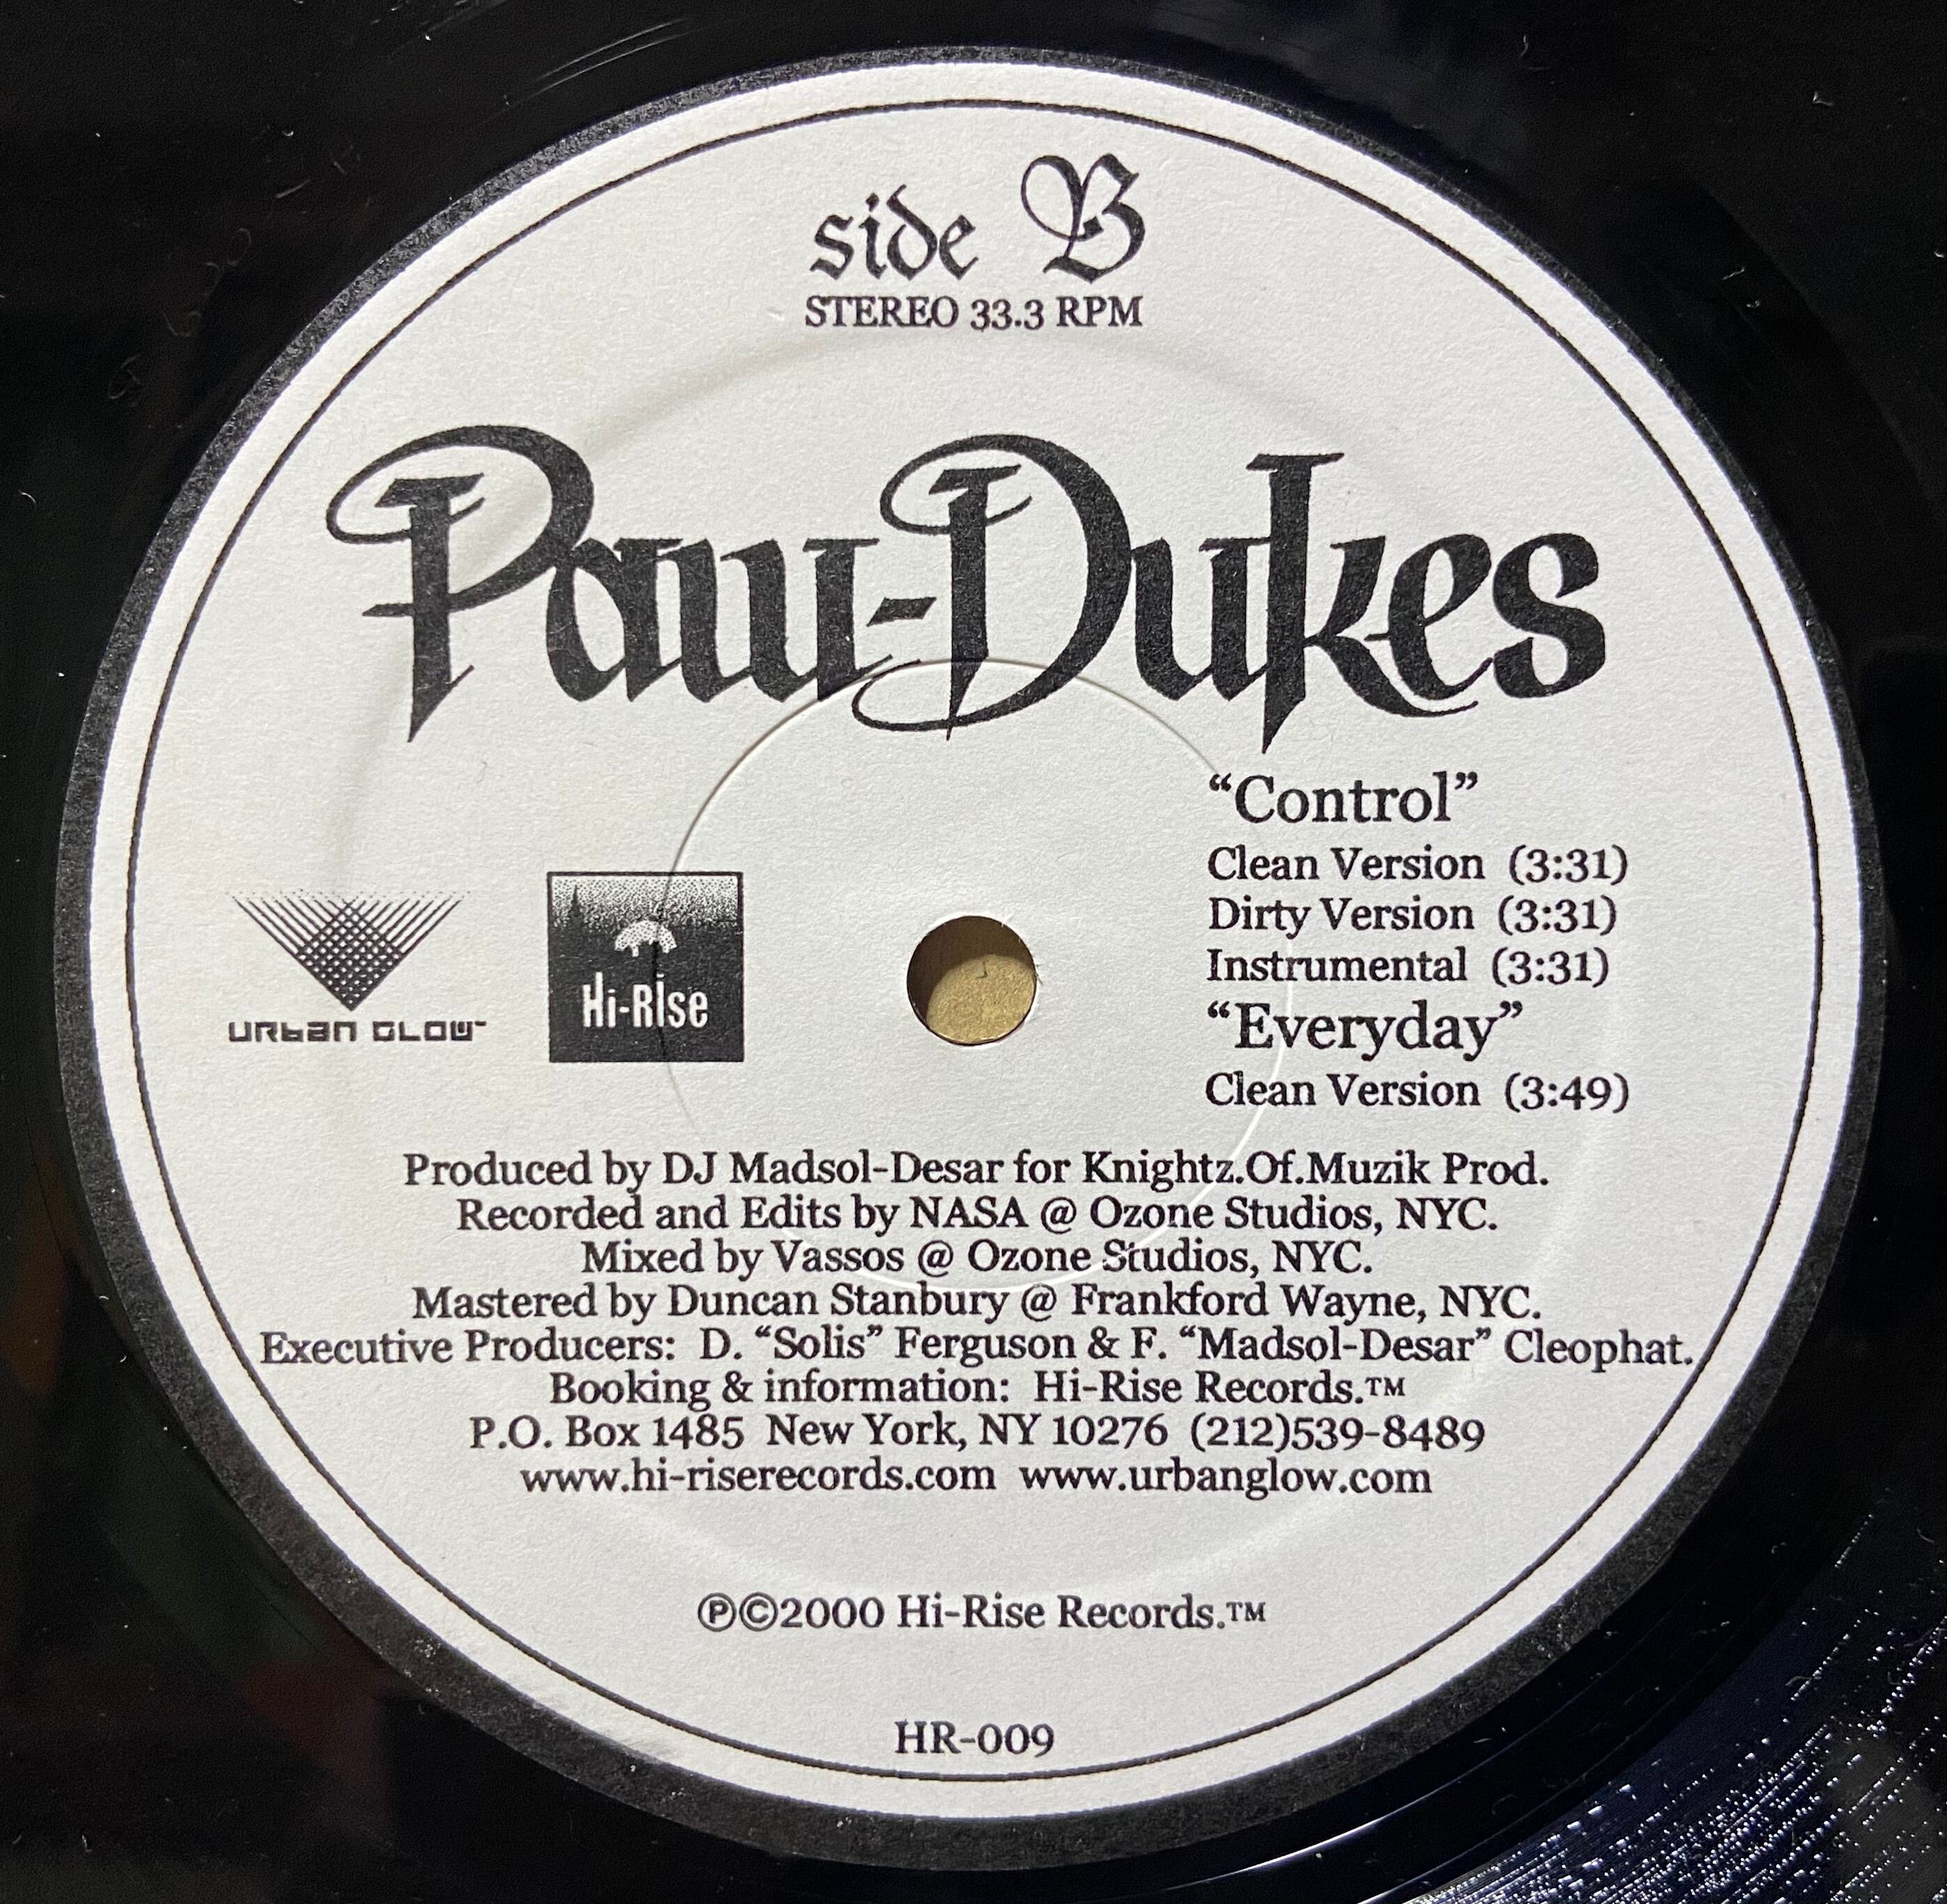 side B
STEREO 33.3 RPM
Paw-Dukes
“Control”
Clean Version (3:31)
Dirty Version (3:31)
Instrumental (3:31)
“Everyday”
Clean Version (3:49)
URBAN GLOW
Hi-Rise
Produced by DJ Madsol-Desar for Knightz.Of.Muzik Prod.
Recorded and Edits by NASA @ Ozone Studios, NYC.
Mixed by Vassos @ Ozone Studios, NYC.
Mastered by Duncan Stanbury @ Frankford Wayne, NYC.
Executive Producers: D. “Solis” Ferguson & F. “Madsol-Desar” Cleophat.
Booking & information: Hi-Rise Records.™
P.O. Box 1485 New York, NY 10276 (212)539-8489
www.hi-riserecords.com www.urbanglow.com
℗©2000 Hi-Rise Records.™
HR-009